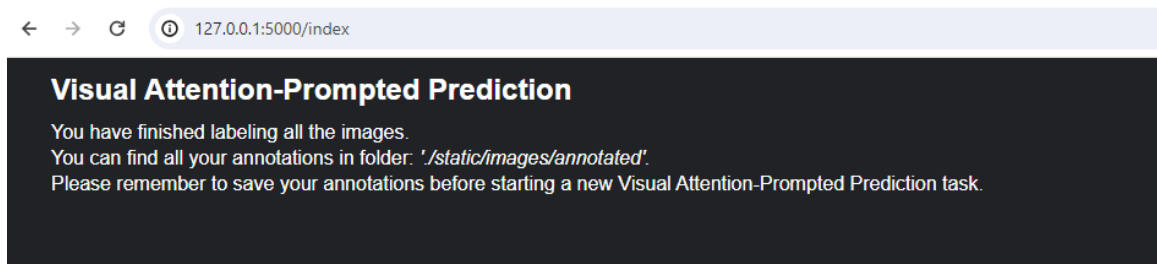 127.0.0.1:5000/index
Visual Attention-Prompted Prediction
You have finished labeling all the images.
You can find all your annotations in folder: './static/images/annotated'.
Please remember to save your annotations before starting a new Visual Attention-Prompted Prediction task.